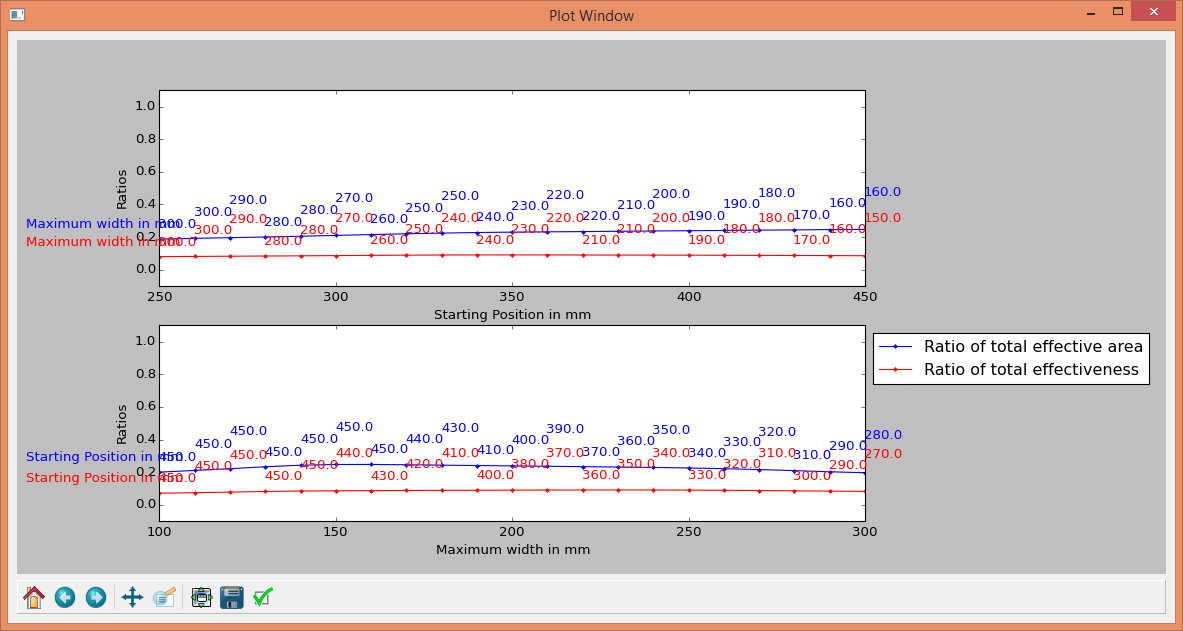 Plot Window
1.0
0.8
0.6
0.4
0.2
0.0
Ratios
Maximum width in mm
300.0 300.0 290.0 280.0 280.0 270.0 260.0 250.0 250.0 240.0 230.0 220.0 220.0 210.0 200.0 190.0 190.0 180.0 170.0 160.0 160.0
Maximum width in mm
300.0 300.0 290.0 280.0 280.0 270.0 260.0 250.0 240.0 240.0 230.0 220.0 210.0 210.0 200.0 190.0 180.0 180.0 170.0 160.0 150.0
250 300 350 400 450
Starting Position in mm
1.0
0.8
0.6
0.4
0.2
0.0
Ratios
Starting Position in mm
450.0 450.0 450.0 450.0 450.0 450.0 450.0 440.0 430.0 410.0 400.0 390.0 370.0 360.0 350.0 340.0 330.0 320.0 310.0 290.0 280.0
Starting Position in mm
450.0 450.0 450.0 450.0 450.0 440.0 430.0 420.0 410.0 400.0 380.0 370.0 360.0 350.0 340.0 330.0 320.0 310.0 300.0 290.0 270.0
100 150 200 250 300
Maximum width in mm
Ratio of total effective area
Ratio of total effectiveness